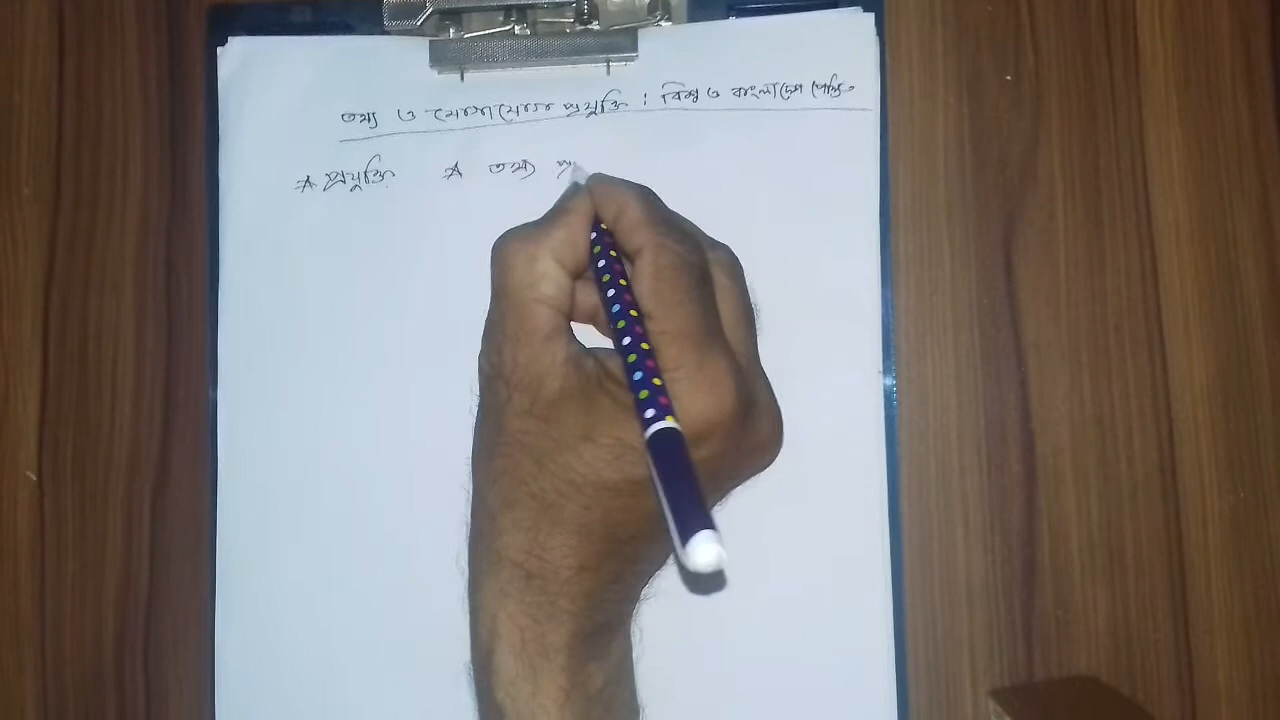 তথ্য ও যোগাযোগ প্রযুক্তি : বিশ্ব ও বাংলাদেশ
* প্রযুক্তি * তথ্য প্র